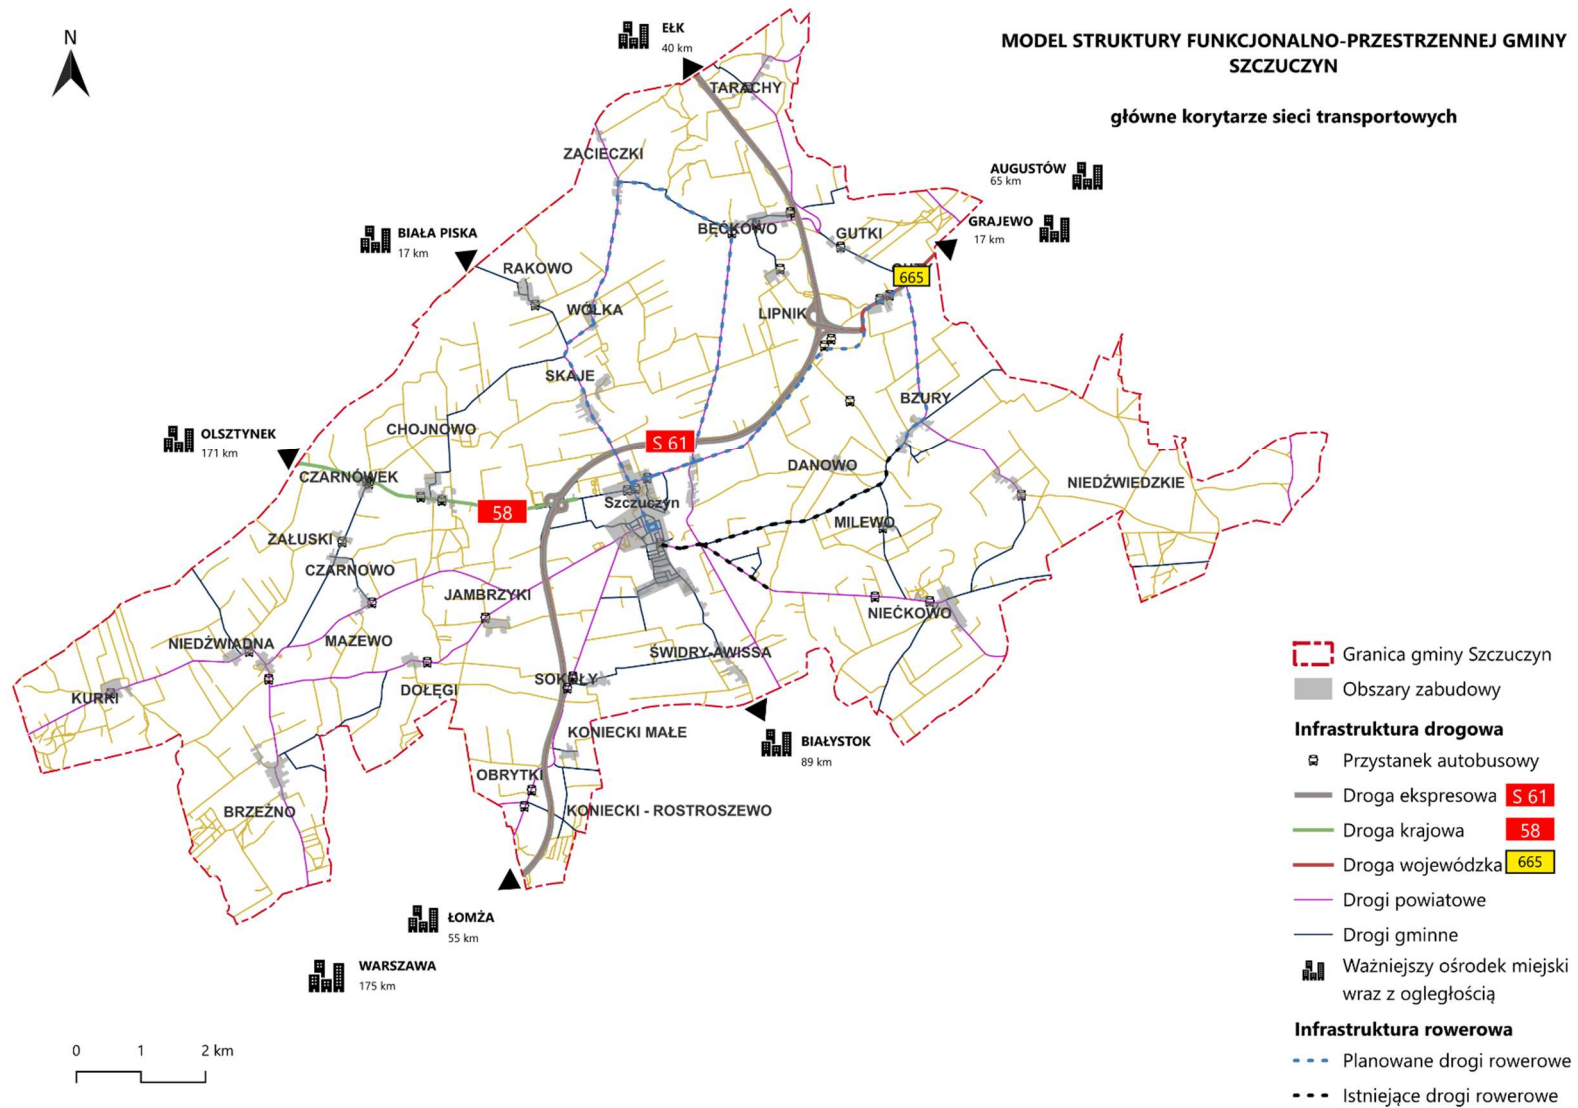 MODEL STRUKTURY FUNKCJONALNO-PRZESTRZENNEJ GMINY
SZCZUCZYN
główne korytarze sieci transportowych
N
EŁK
40 km
TARACHY
ZACIECZKI
AUGUSTÓW
65 km
GRAJEWO
17 km
BIAŁA PISKA
17 km
BĘĆKOWO
GUTKI
RAKOWO
665
WÓLKA
LIPNIK
SKAJE
BZURY
OLSZTYNEK
171 km
CHOJNOWO
S 61
CZARNÓWEK
DANOWO
NIEDŹWIEDZKIE
58
Szczuczyn
MILEWO
ZAŁUSKI
CZARNOWO
JAMBRZYKI
NIEĆKOWO
NIEDŹWIADNA
MAZEWO
ŚWIDRY-AWISSA
KURKI
DOŁĘGI
SOKOŁY
KONIECKI MAŁE
BIAŁYSTOK
89 km
OBRYTKI
BRZEŹNO
KONIECKI - ROSTROSZEWO
ŁOMŻA
55 km
WARSZAWA
175 km
0 1 2 km
Granica gminy Szczuczyn
Obszary zabudowy
Infrastruktura drogowa
Przystanek autobusowy
Droga ekspresowa S 61
Droga krajowa 58
Droga wojewódzka 665
Drogi powiatowe
Drogi gminne
Ważniejszy ośrodek miejski
wraz z ogległością
Infrastruktura rowerowa
Planowane drogi rowerowe
Istniejące drogi rowerowe